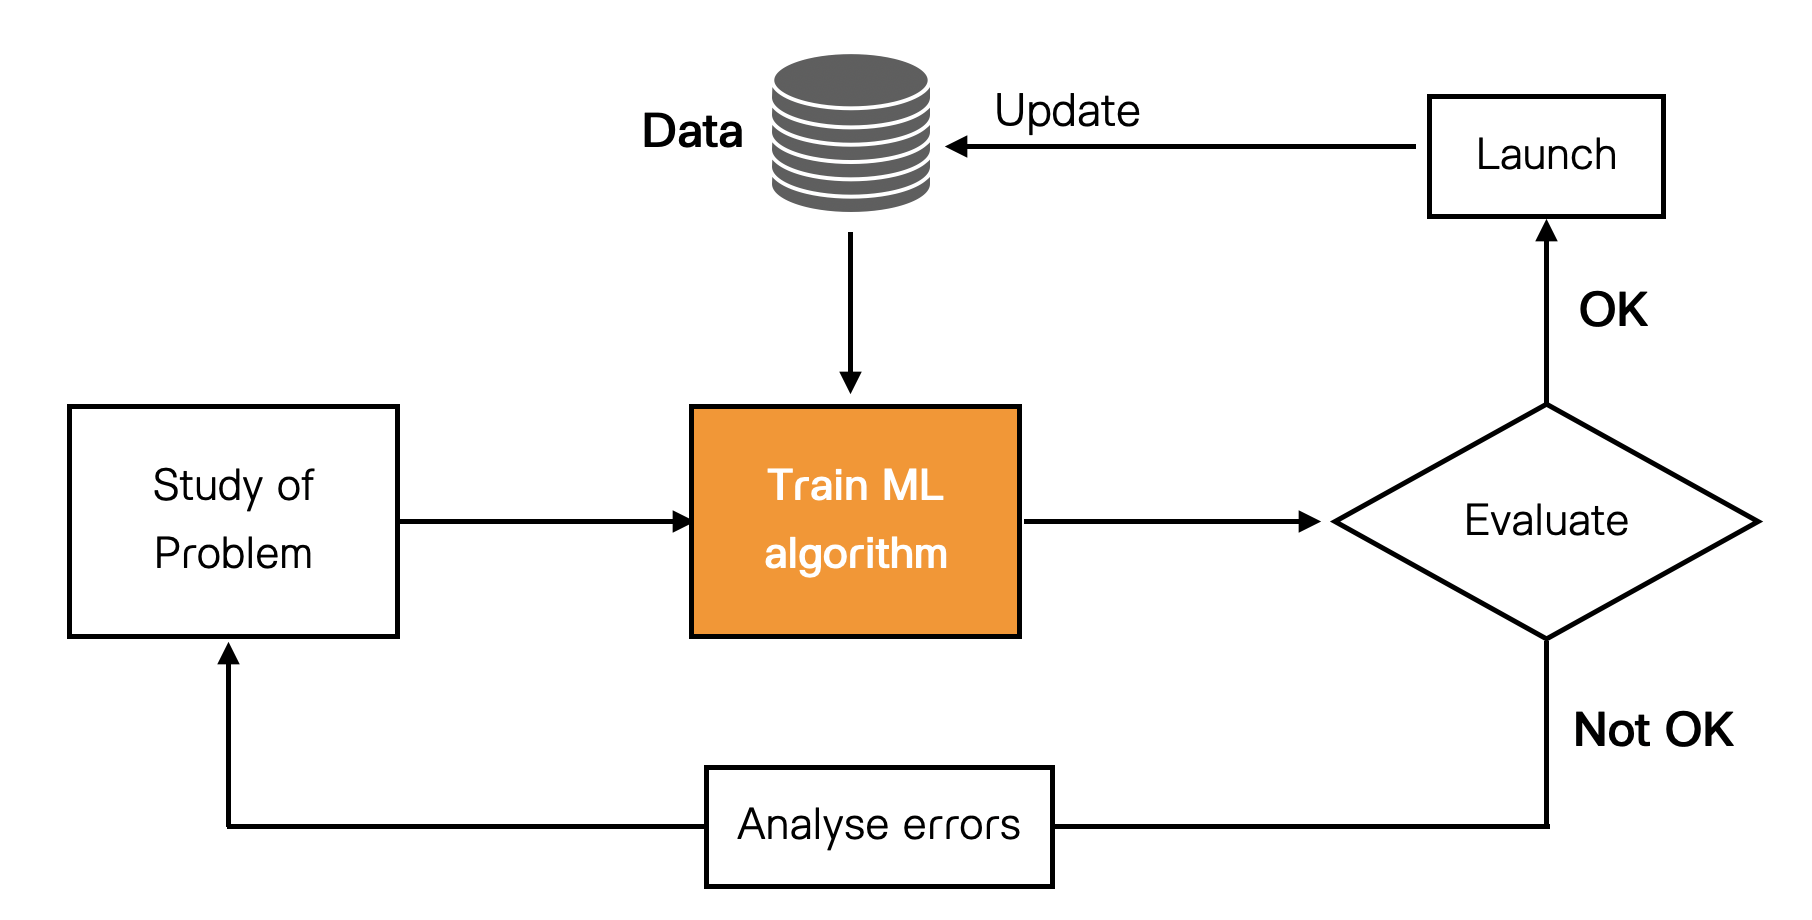 Data
Update
Launch
OK
Study of
Problem
Train ML
algorithm
Evaluate
Not OK
Analyse errors